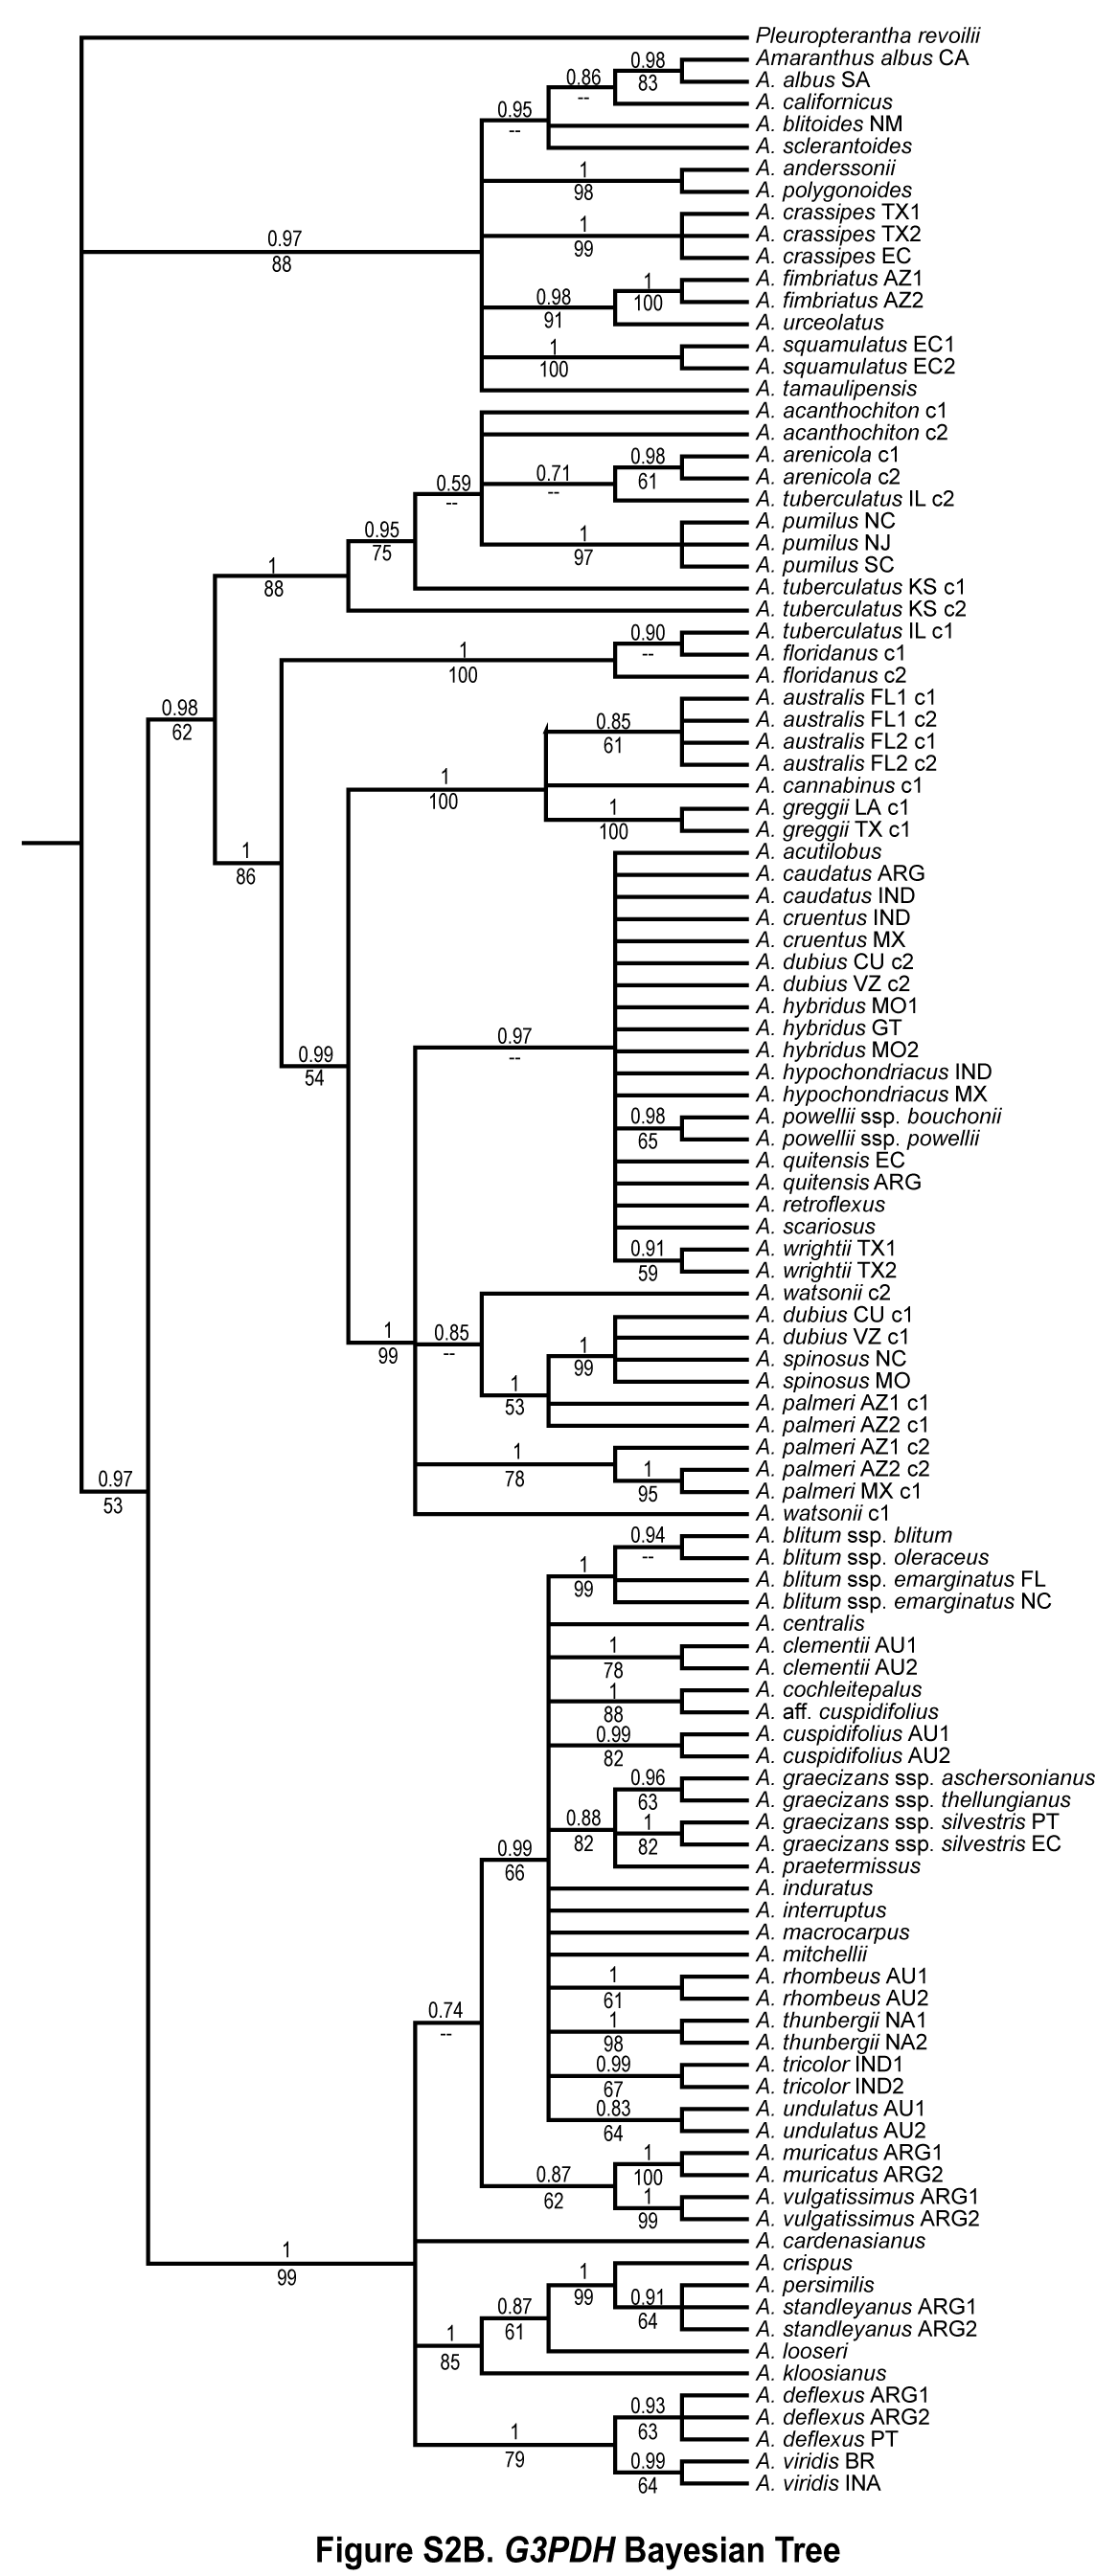 Pleuropterantha revoilii
Amaranthus albus CA
0.98
A. albus SA
0.86
83
A. californicus
--
0.95
A. blitoides NM
--
A. sclerantoides
A. anderssonii
1
98
A. polygonoides
A. crassipes TX1
1
A. crassipes TX2
0.97
99
A. crassipes EC
88
A. fimbriatus AZ1
1
0.98
100
A. fimbriatus AZ2
91
A. urceolatus
A. squamulatus EC1
1
100
A. squamulatus EC2
A. tamaulipensis
A. acanthochiton c1
A. acanthochiton c2
A. arenicola c1
0.98
0.71
61
A. arenicola c2
0.59
--
--
A. tuberculatus IL c2
A. pumilus NC
0.95
1
A. pumilus NJ
75
97
A. pumilus SC
1
88
A. tuberculatus KS c1
A. tuberculatus KS c2
A. tuberculatus IL c1
0.90
1
--
A. floridanus c1
100
A. floridanus c2
A. australis FL1 c1
0.98
0.85
A. australis FL1 c2
62
61
A. australis FL2 c1
A. australis FL2 c2
1
100
A. cannabinus c1
A. greggii LA c1
1
100
A. greggii TX c1
1
86
A. acutilobus
A. caudatus ARG
A. caudatus IND
A. cruentus IND
A. cruentus MX
A. dubius CU c2
A. dubius VZ c2
A. hybridus MO1
A. hybridus GT
0.97
--
A. hybridus MO2
0.99
54
A. hypochondriacus IND
A. hypochondriacus MX
A. powellii ssp. bouchonii
0.98
65
A. powellii ssp. powellii
A. quitensis EC
A. quitensis ARG
A. retroflexus
A. scariosus
A. wrightii TX1
0.91
59
A. wrightii TX2
A. watsonii c2
A. dubius CU c1
1
99
0.85
--
A. dubius VZ c1
1
99
A. spinosus NC
A. spinosus MO
1
53
A. palmeri AZ1 c1
A. palmeri AZ2 c1
A. palmeri AZ1 c2
1
78
A. palmeri AZ2 c2
1
95
0.97
53
A. palmeri MX c1
A. watsonii c1
A. blitum ssp. blitum
0.94
--
A. blitum ssp. oleraceus
1
99
A. blitum ssp. emarginatus FL
A. blitum ssp. emarginatus NC
A. centralis
A. clementii AU1
1
78
A. clementii AU2
A. cochleitepalus
1
88
A. aff. cuspidifolius
A. cuspidifolius AU1
0.99
82
A. cuspidifolius AU2
A. graecizans ssp. aschersonianus
0.96
63
A. graecizans ssp. thellungianus
0.88
82
A. graecizans ssp. silvestris PT
1
82
A. graecizans ssp. silvestris EC
0.99
66
A. praetermissus
A. induratus
A. interruptus
A. macrocarpus
A. mitchellii
A. rhombeus AU1
1
61
A. rhombeus AU2
0.74
--
A. thunbergii NA1
1
98
A. thunbergii NA2
A. tricolor IND1
0.99
67
A. tricolor IND2
A. undulatus AU1
0.83
64
A. undulatus AU2
A. muricatus ARG1
1
100
A. muricatus ARG2
0.87
62
A. vulgatissimus ARG1
1
99
A. vulgatissimus ARG2
A. cardenasianus
1
99
A. crispus
1
99
A. persimilis
0.91
64
A. standleyanus ARG1
0.87
61
A. standleyanus ARG2
1
85
A. looseri
A. kloosianus
A. deflexus ARG1
0.93
63
A. deflexus ARG2
1
79
A. deflexus PT
A. viridis BR
0.99
64
A. viridis INA
Figure S2B. G3PDH Bayesian Tree